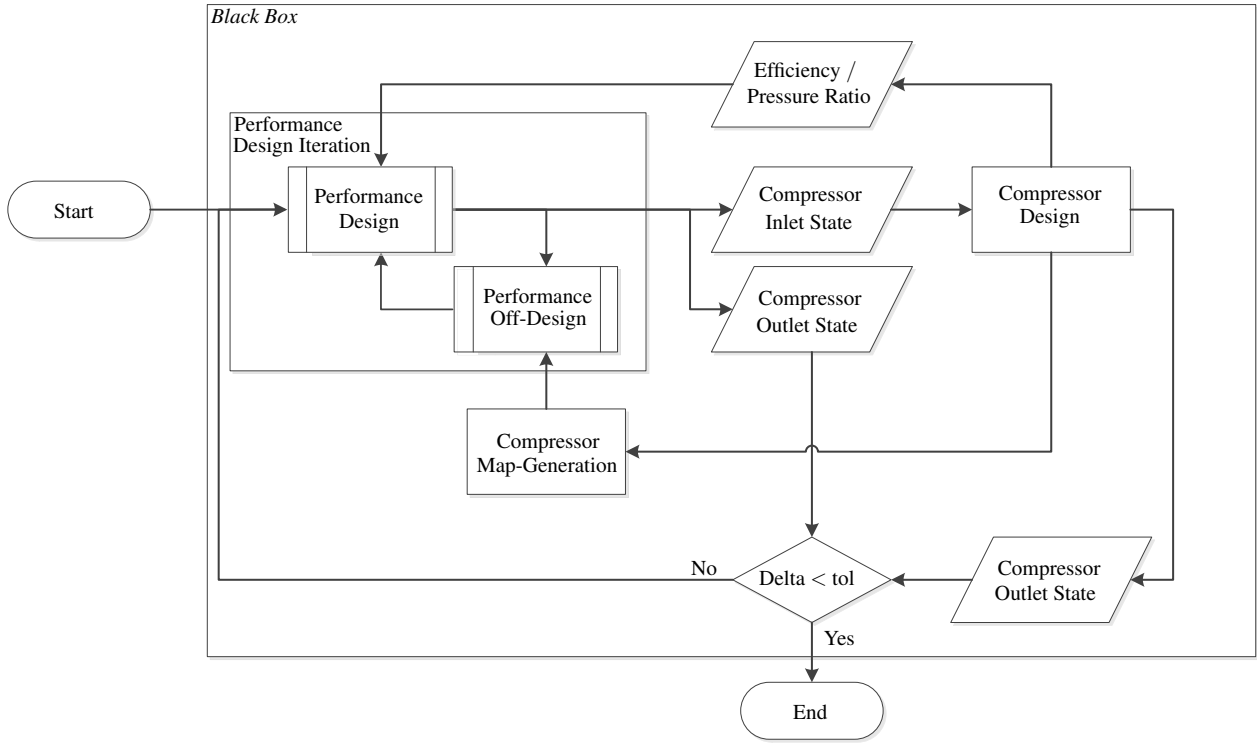 Black Box
Efficiency /
Pressure Ratio
Performance
Design Iteration
Start
Performance
Design
Compressor
Inlet State
Compressor
Design
Performance
Off-Design
Compressor
Outlet State
Compressor
Map-Generation
No
Delta < tol
Compressor
Outlet State
Yes
End